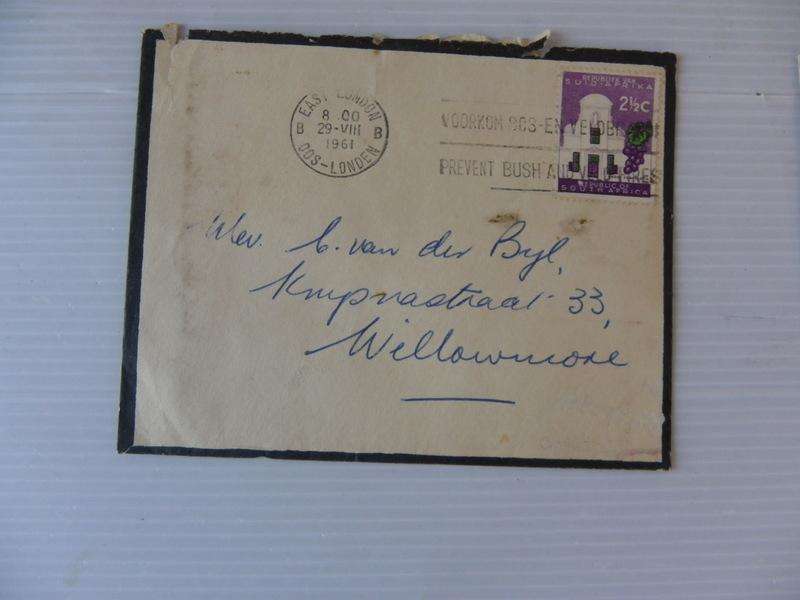 EAST LONDON
B 8 00 B
29-VIII
1961
OOS-LONDEN
VOORKOM BOS-EN VELDBRANDE
PREVENT BUSH AND VELD FIRES
REPUBLIEK VAN
SUID-AFRIKA
2½c
REPUBLIC OF
SOUTH AFRICA
Mev. C. van der Byl,
Knysnastraat 33,
Willowmore